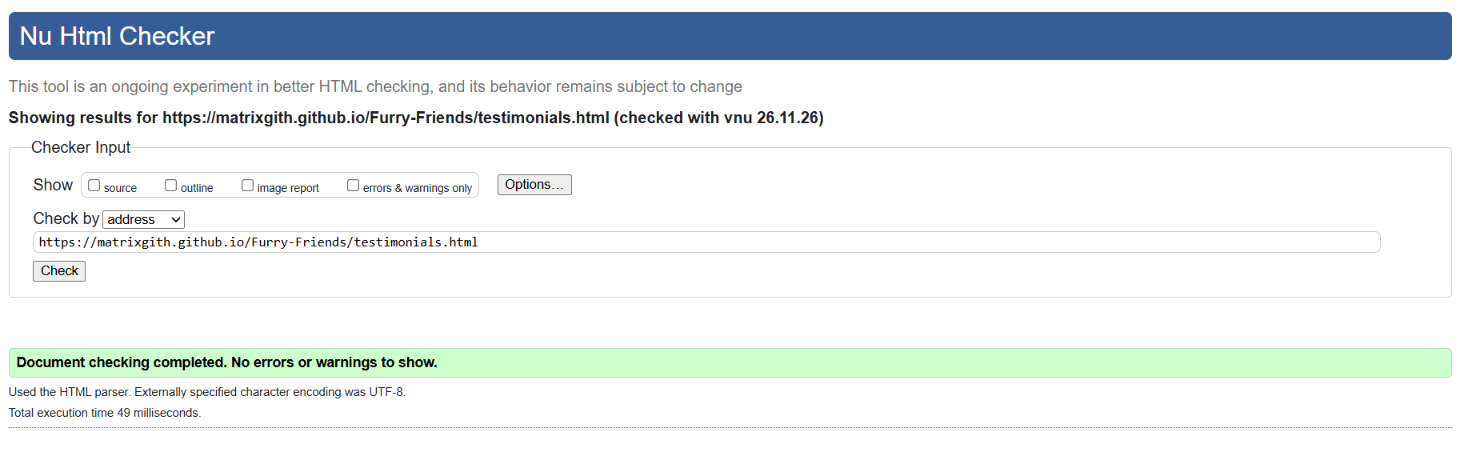 Nu Html Checker
This tool is an ongoing experiment in better HTML checking, and its behavior remains subject to change
Showing results for https://matrixgith.github.io/Furry-Friends/testimonials.html (checked with vnu 26.11.26)
Checker Input
Show source outline image report errors & warnings only Options...
Check by address
https://matrixgith.github.io/Furry-Friends/testimonials.html
Check
Document checking completed. No errors or warnings to show.
Used the HTML parser. Externally specified character encoding was UTF-8.
Total execution time 49 milliseconds.